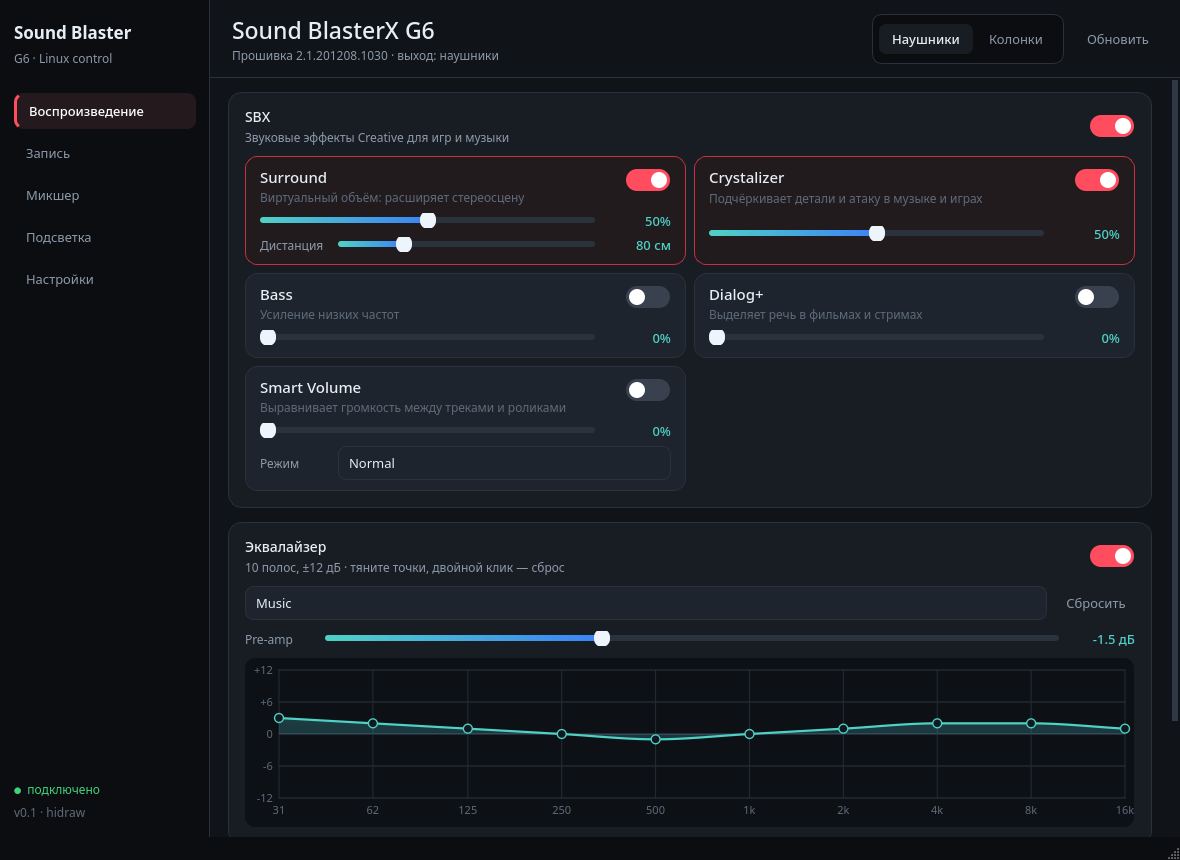 Sound Blaster
G6 · Linux control
Воспроизведение
Запись
Микшер
Подсветка
Настройки
● подключено
v0.1 · hidraw
Sound BlasterX G6
Прошивка 2.1.201208.1030 · выход: наушники
Наушники
Колонки
Обновить
SBX
Звуковые эффекты Creative для игр и музыки
Surround
Виртуальный объём: расширяет стереосцену
50%
Дистанция
80 см
Crystalizer
Подчёркивает детали и атаку в музыке и играх
50%
Bass
Усиление низких частот
0%
Dialog+
Выделяет речь в фильмах и стримах
0%
Smart Volume
Выравнивает громкость между треками и роликами
0%
Режим
Normal
Эквалайзер
10 полос, ±12 дБ · тяните точки, двойной клик — сброс
Music
Сбросить
Pre-amp
-1.5 дБ
+12
+6
0
-6
-12
31 62 125 250 500 1k 2k 4k 8k 16k